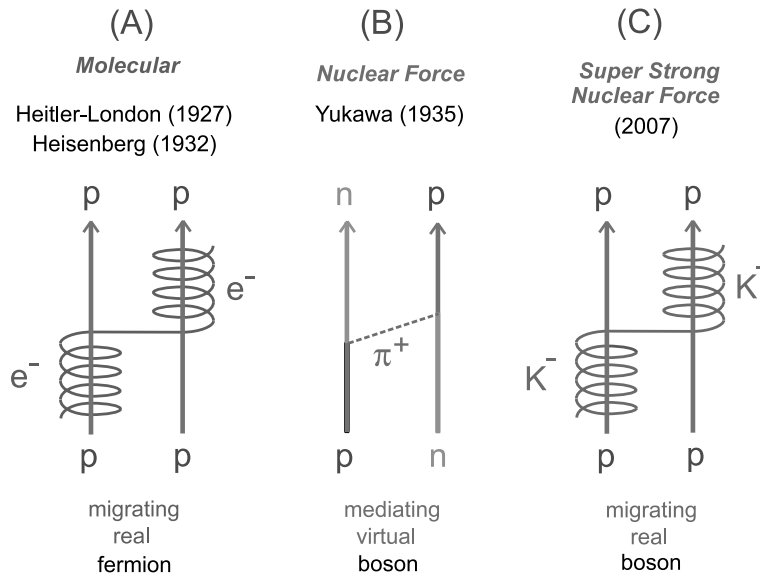 (A)
Molecular
Heitler-London (1927)
Heisenberg (1932)
p p
e-
e-
p p
migrating
real
fermion
(B)
Nuclear Force
Yukawa (1935)
n p
π+
p n
mediating
virtual
boson
(C)
Super Strong
Nuclear Force
(2007)
p p
K-
K-
p p
migrating
real
boson